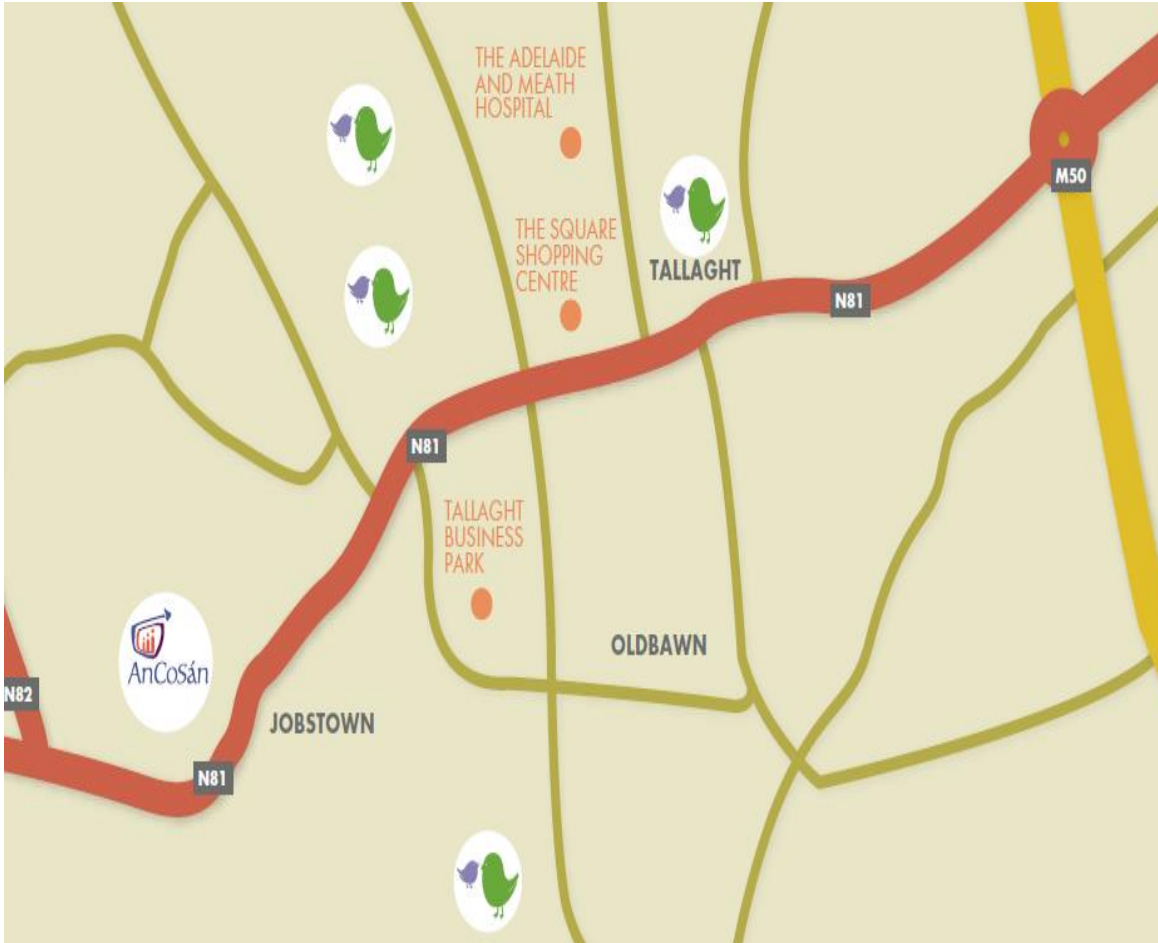 THE ADELAIDE
AND MEATH
HOSPITAL
M50
THE SQUARE
SHOPPING
CENTRE
TALLAGHT
N81
N81
TALLAGHT
BUSINESS
PARK
OLDBAWN
AnCoSán
N82
JOBSTOWN
N81